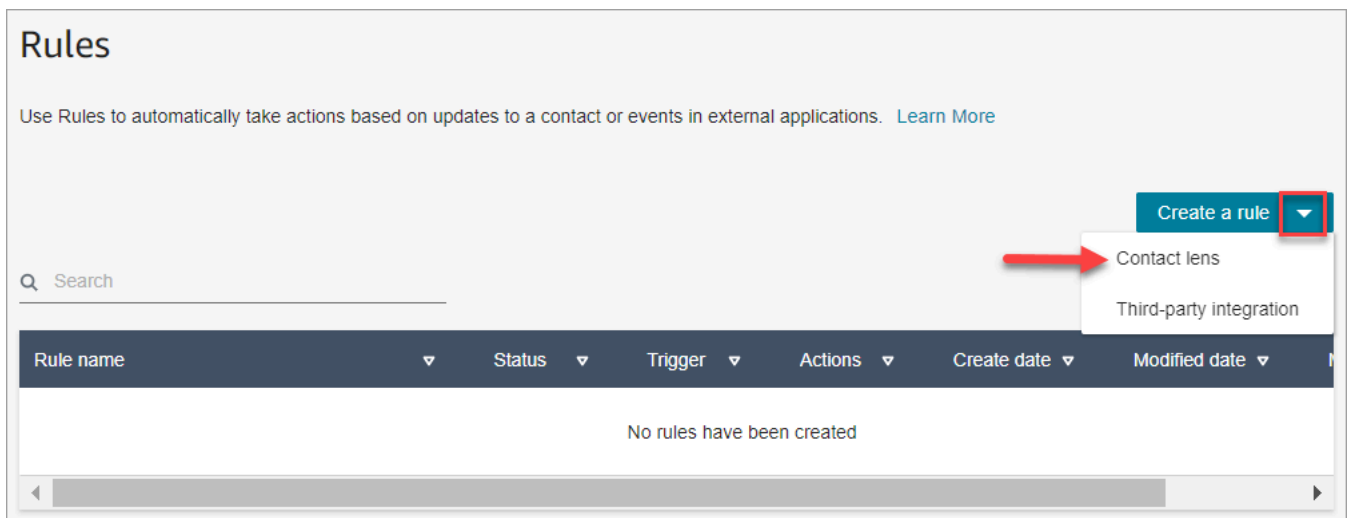 Rules
Use Rules to automatically take actions based on updates to a contact or events in external applications. Learn More
Create a rule
Contact lens
Search
Third-party integration
Rule name Status Trigger Actions Create date Modified date
No rules have been created